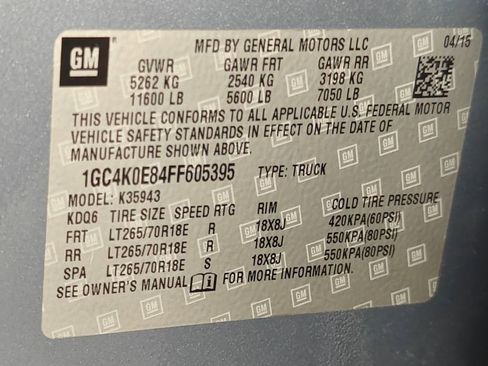 GM
MFD BY GENERAL MOTORS LLC
04/15
GVWR GAWR FRT GAWR RR
5262 KG 2540 KG 3198 KG
11600 LB 5600 LB 7050 LB
THIS VEHICLE CONFORMS TO ALL APPLICABLE U.S. FEDERAL MOTOR
VEHICLE SAFETY STANDARDS IN EFFECT ON THE DATE OF
MANUFACTURE SHOWN ABOVE.
1GC4K0E84FF605395 TYPE: TRUCK
MODEL: K35943
KDQ6 TIRE SIZE SPEED RTG RIM COLD TIRE PRESSURE
FRT LT265/70R18E R 18X8J 420KPA(60PSI)
RR LT265/70R18E R 18X8J 550KPA(80PSI)
SPA LT265/70R18E S 18X8J 550KPA(80PSI)
SEE OWNER'S MANUAL